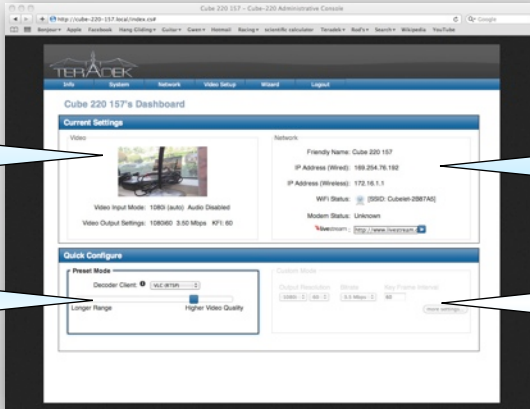 Cube 220 157 – Cube-220 Administrative Console
http://cube-220-157.local/index.cs#
Google
Bonjour Apple Facebook Hang Gliding Guitar Gwen Hotmail Racing scientific calculator Teradek Rod's Search Wikipedia YouTube
TERADEK
Info System Network Video Setup Wizard Logout
Cube 220 157's Dashboard
Current Settings
Video
Video Input Mode: 1080i (auto) Audio Disabled
Video Output Settings: 1080i60 3.50 Mbps KFI: 60
Network
Friendly Name: Cube 220 157
IP Address (Wired): 169.254.76.192
IP Address (Wireless): 172.16.1.1
WiFi Status: [SSID: Cubelet-2B87A5]
Modem Status: Unknown
livestream: http://www.livestream.c
Quick Configure
Preset Mode
Decoder Client: VLC (RTSP)
Longer Range Higher Video Quality
Custom Mode
Output Resolution Bitrate Key Frame Interval
1080i 60 3.5 Mbps 60
more settings...